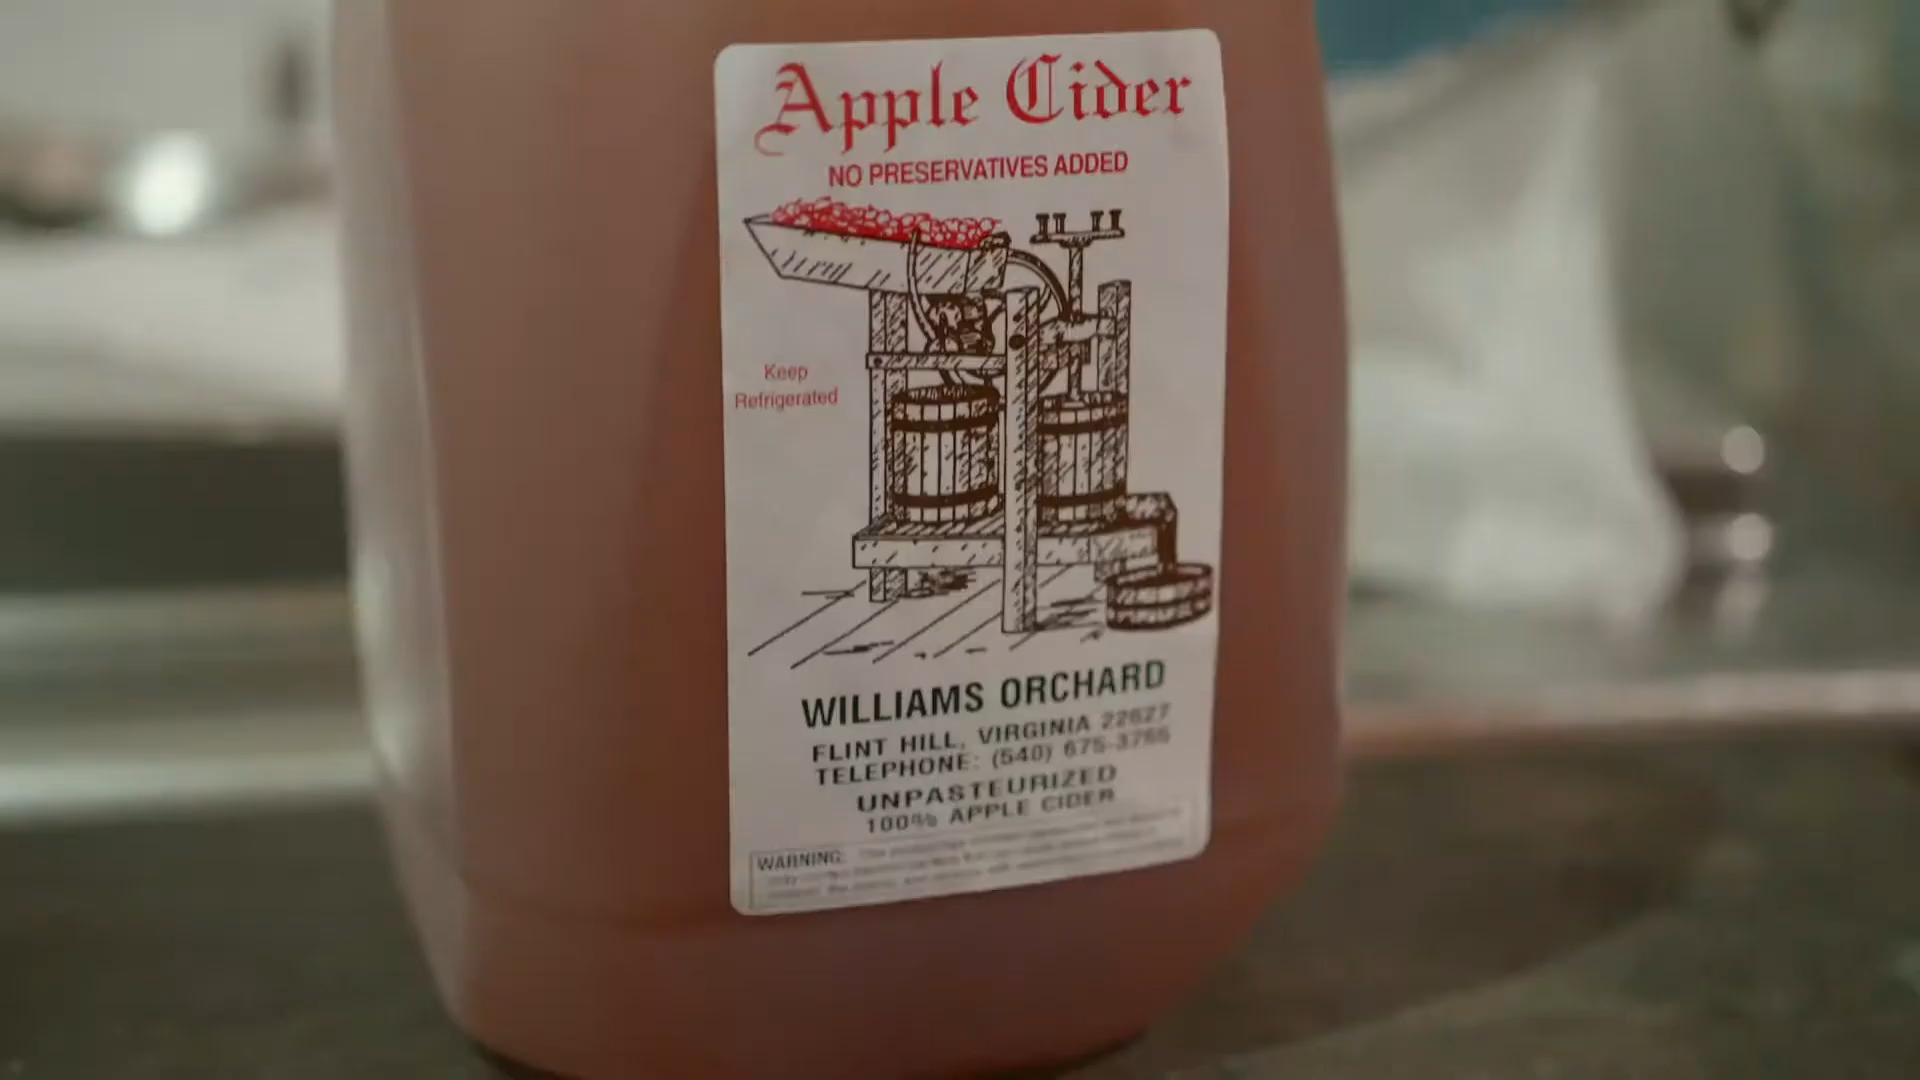 Apple Cider
NO PRESERVATIVES ADDED
Keep
Refrigerated
WILLIAMS ORCHARD
FLINT HILL, VIRGINIA 22627
TELEPHONE: (540) 675-3765
UNPASTEURIZED
100% APPLE CIDER
WARNING: